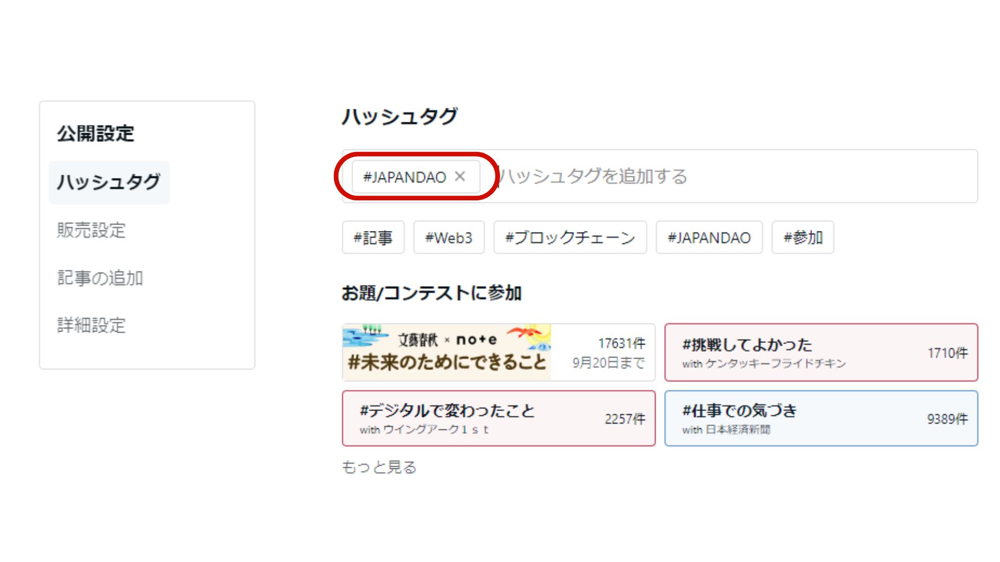 公開設定
ハッシュタグ
販売設定
記事の追加
詳細設定
ハッシュタグ
#JAPANDAO ×
ハッシュタグを追加する
#記事 #Web3 #ブロックチェーン #JAPANDAO #参加
お題/コンテストに参加
文藝春秋 × note
#未来のためにできること
17631件
9月20日まで
#挑戦してよかった
with ケンタッキーフライドチキン
1710件
#デジタルで変わったこと
with ウイングアーク１ｓｔ
2257件
#仕事での気づき
with 日本経済新聞
9389件
もっと見る